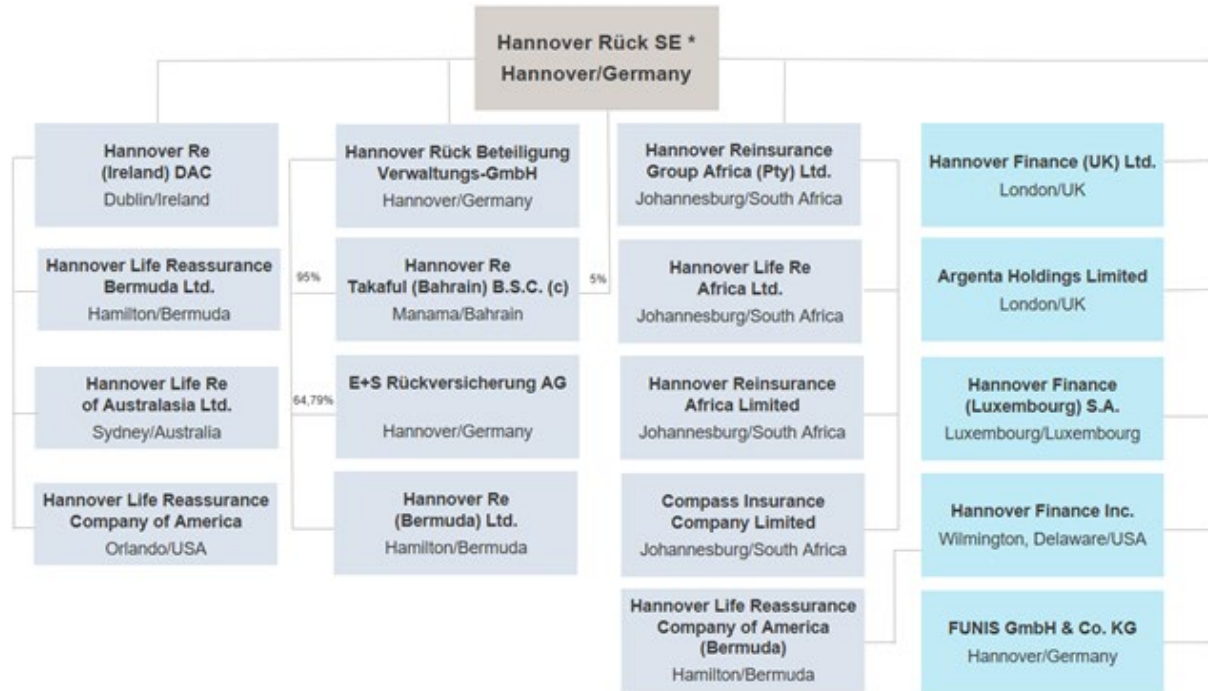 Hannover Rück SE *
Hannover/Germany
Hannover Re
(Ireland) DAC
Dublin/Ireland
Hannover Life Reassurance
Bermuda Ltd.
Hamilton/Bermuda
Hannover Life Re
of Australasia Ltd.
Sydney/Australia
Hannover Life Reassurance
Company of America
Orlando/USA
Hannover Rück Beteiligung
Verwaltungs-GmbH
Hannover/Germany
95%
Hannover Re
Takaful (Bahrain) B.S.C. (c)
Manama/Bahrain
5%
64,79%
E+S Rückversicherung AG
Hannover/Germany
Hannover Re
(Bermuda) Ltd.
Hamilton/Bermuda
Hannover Reinsurance
Group Africa (Pty) Ltd.
Johannesburg/South Africa
Hannover Life Re
Africa Ltd.
Johannesburg/South Africa
Hannover Reinsurance
Africa Limited
Johannesburg/South Africa
Compass Insurance
Company Limited
Johannesburg/South Africa
Hannover Life Reassurance
Company of America
(Bermuda)
Hamilton/Bermuda
Hannover Finance (UK) Ltd.
London/UK
Argenta Holdings Limited
London/UK
Hannover Finance
(Luxembourg) S.A.
Luxembourg/Luxembourg
Hannover Finance Inc.
Wilmington, Delaware/USA
FUNIS GmbH & Co. KG
Hannover/Germany